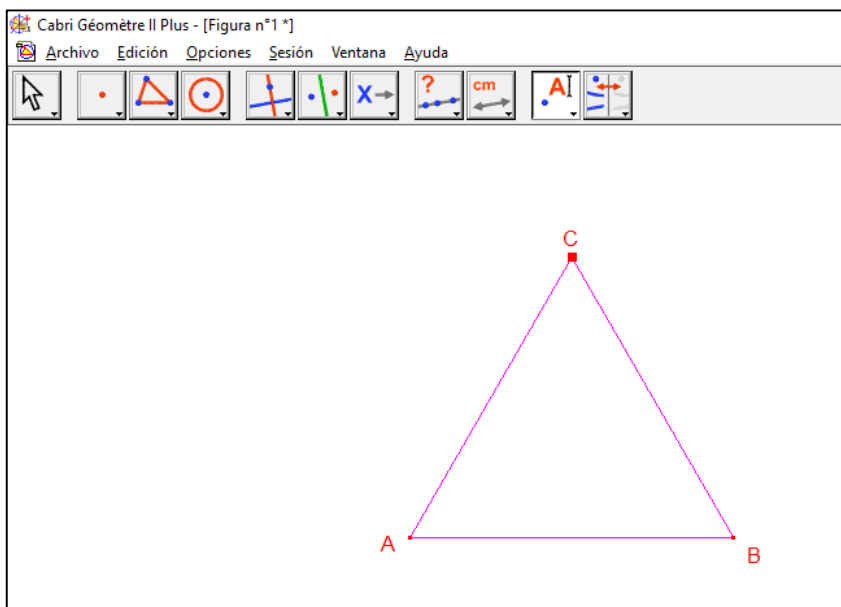 Cabri Géomètre II Plus - [Figura n°1 *]
Archivo Edición Opciones Sesión Ventana Ayuda
X ? cm A
C
A B